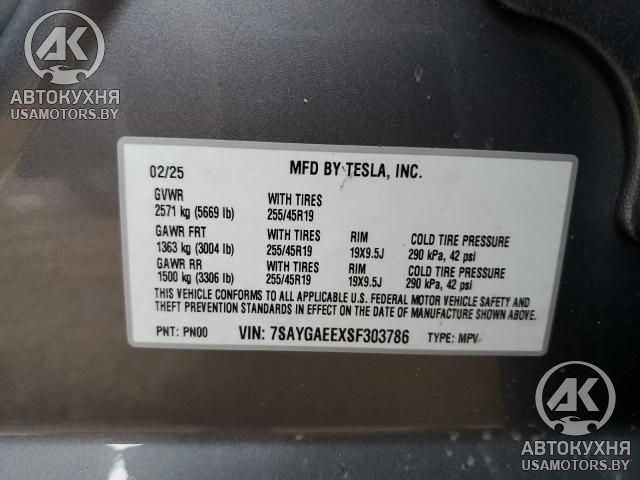 АК
АВТОКУХНЯ
USAMOTORS.BY
02/25 MFD BY TESLA, INC.
GVWR WITH TIRES
2571 kg (5669 lb) 255/45R19
GAWR FRT WITH TIRES RIM COLD TIRE PRESSURE
1363 kg (3004 lb) 255/45R19 19X9.5J 290 kPa, 42 psi
GAWR RR WITH TIRES RIM COLD TIRE PRESSURE
1500 kg (3306 lb) 255/45R19 19X9.5J 290 kPa, 42 psi
THIS VEHICLE CONFORMS TO ALL APPLICABLE U.S. FEDERAL MOTOR VEHICLE SAFETY AND
THEFT PREVENTION STANDARDS IN EFFECT ON THE DATE OF MANUFACTURE SHOWN ABOVE.
PNT: PN00 VIN: 7SAYGAEEXSF303786 TYPE: MPV
АК
АВТОКУХНЯ
USAMOTORS.BY